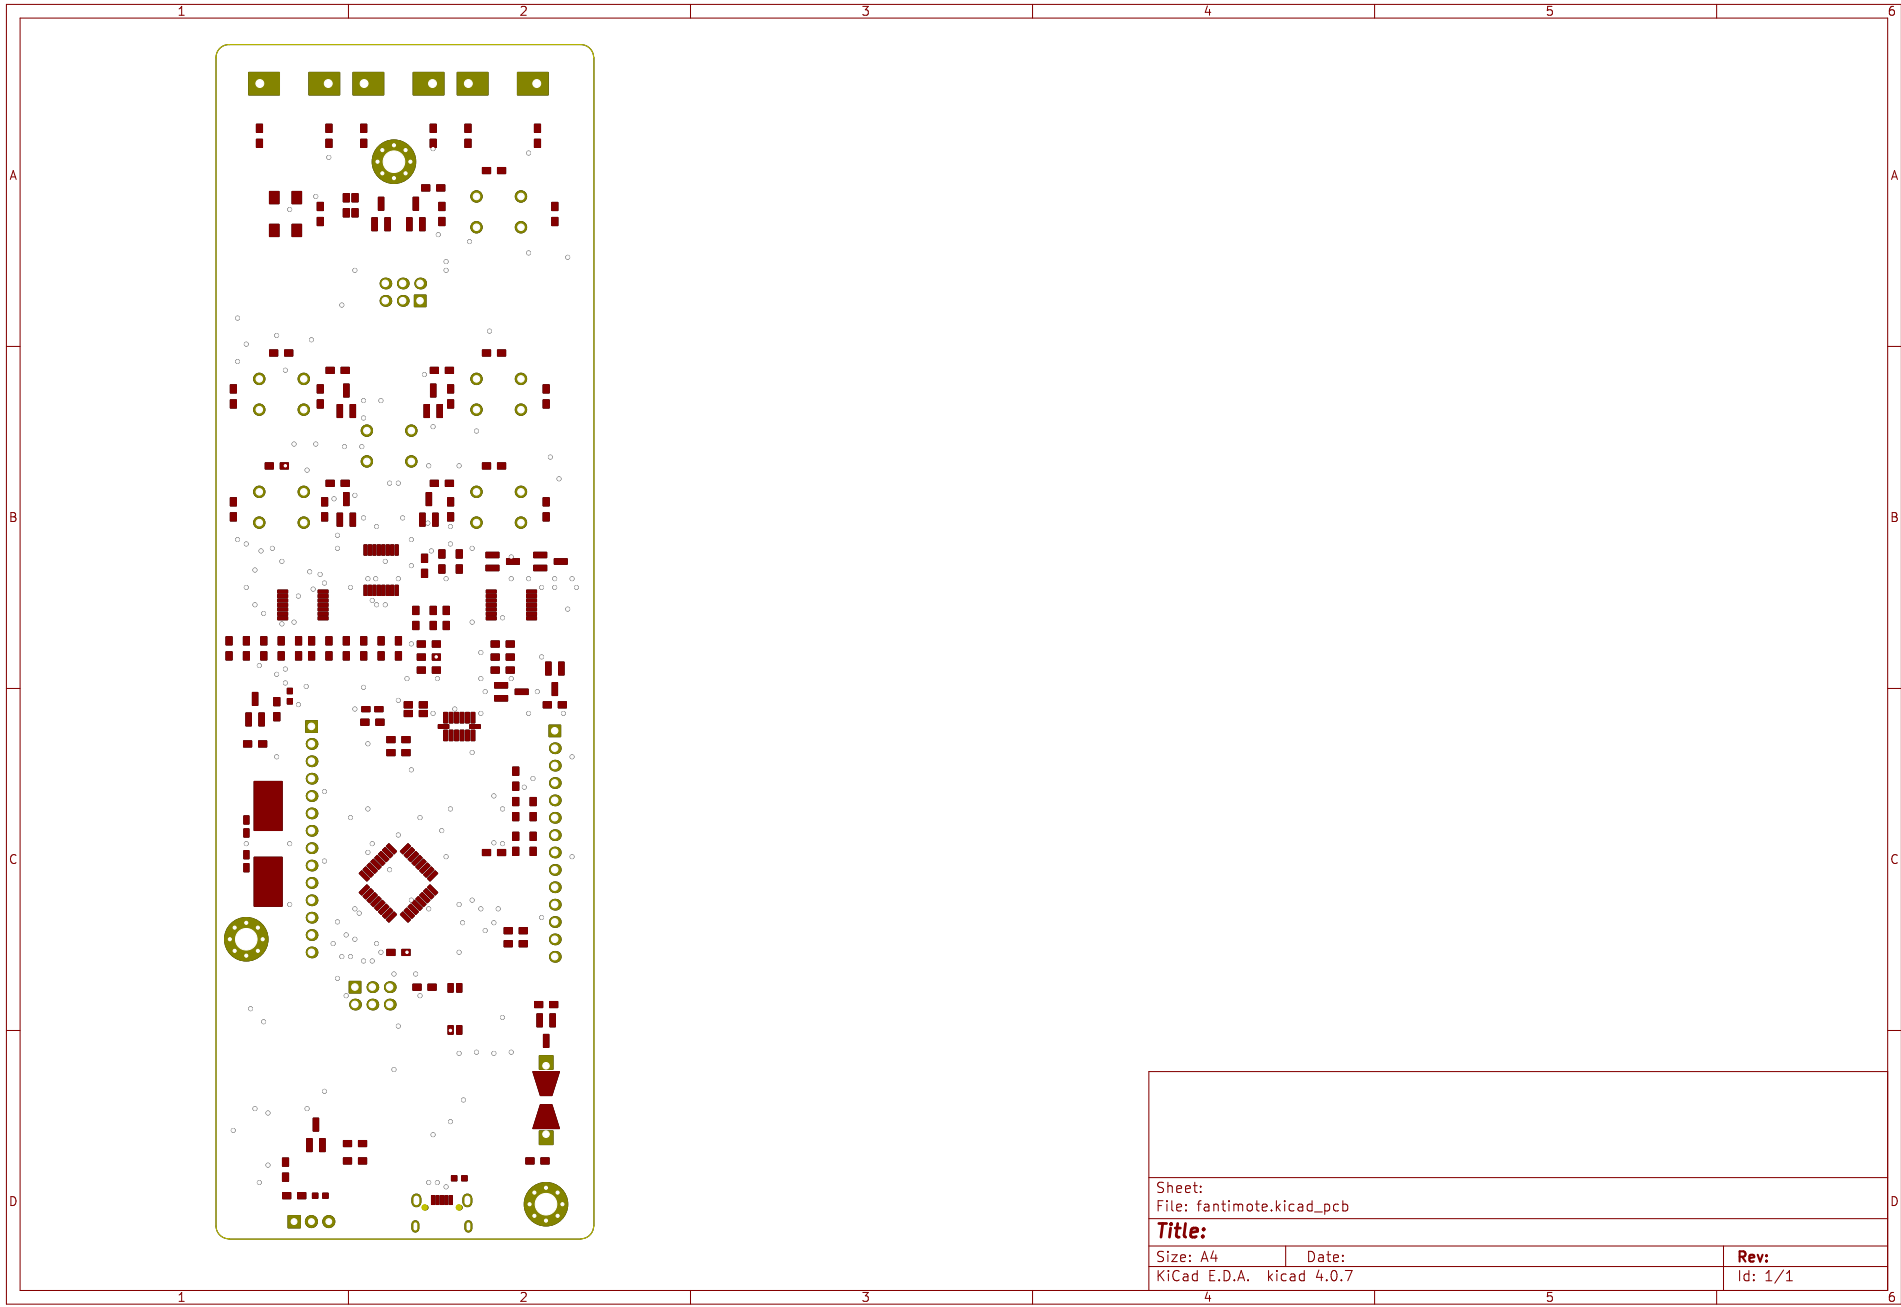 1 2 3 4 5 6
A A
B B
C C
Sheet:
File: fantimote.kicad_pcb
D D
Title:
Size: A4 Date: Rev:
KiCad E.D.A. kicad 4.0.7 Id: 1/1
1 2 3 4 5 6